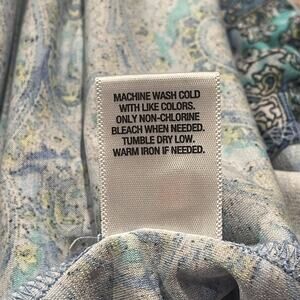 MACHINE WASH COLD
WITH LIKE COLORS.
ONLY NON-CHLORINE
BLEACH WHEN NEEDED.
TUMBLE DRY LOW.
WARM IRON IF NEEDED.